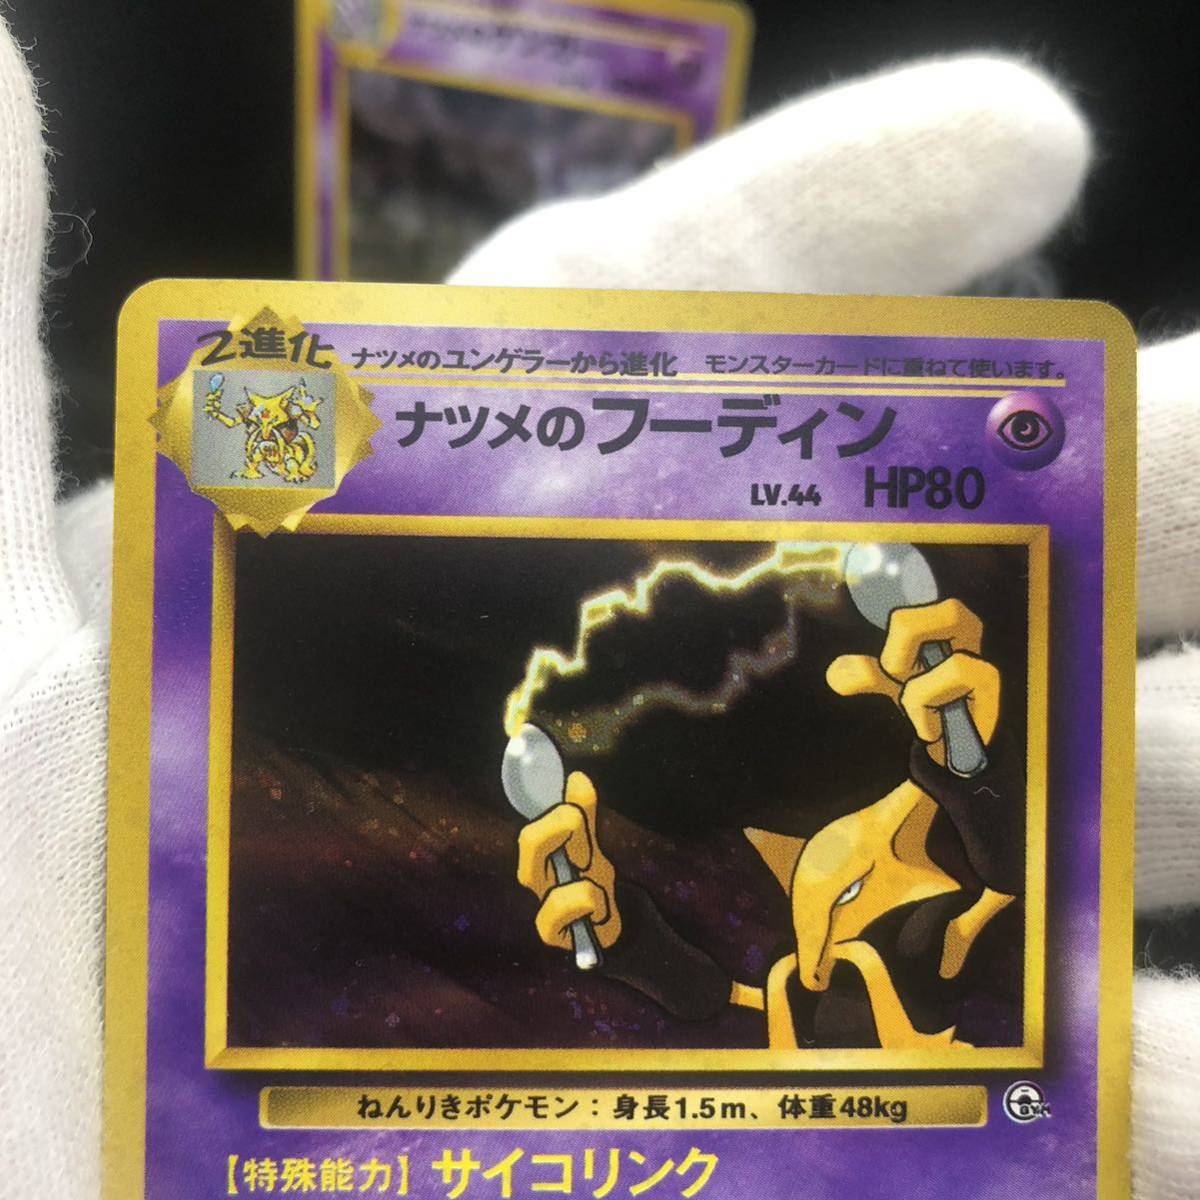 2進化
ナツメのユンゲラーから進化 モンスターカードに重ねて使います。
ナツメのフーディン
LV.44 HP80
ねんりきポケモン：身長1.5m、体重48kg
GYM
【特殊能力】サイコリンク